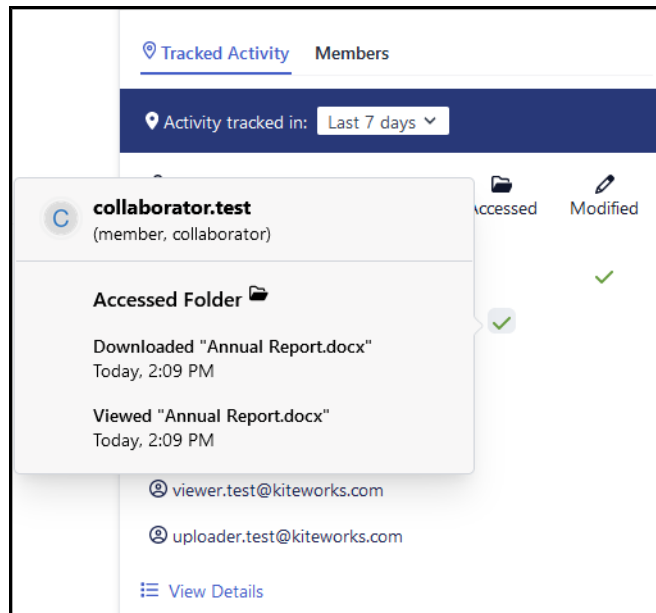 Tracked Activity Members
Activity tracked in: Last 7 days
Modified
C
collaborator.test
(member, collaborator)
Accessed Folder
Downloaded "Annual Report.docx"
Today, 2:09 PM
Viewed "Annual Report.docx"
Today, 2:09 PM
viewer.test@kiteworks.com
uploader.test@kiteworks.com
View Details